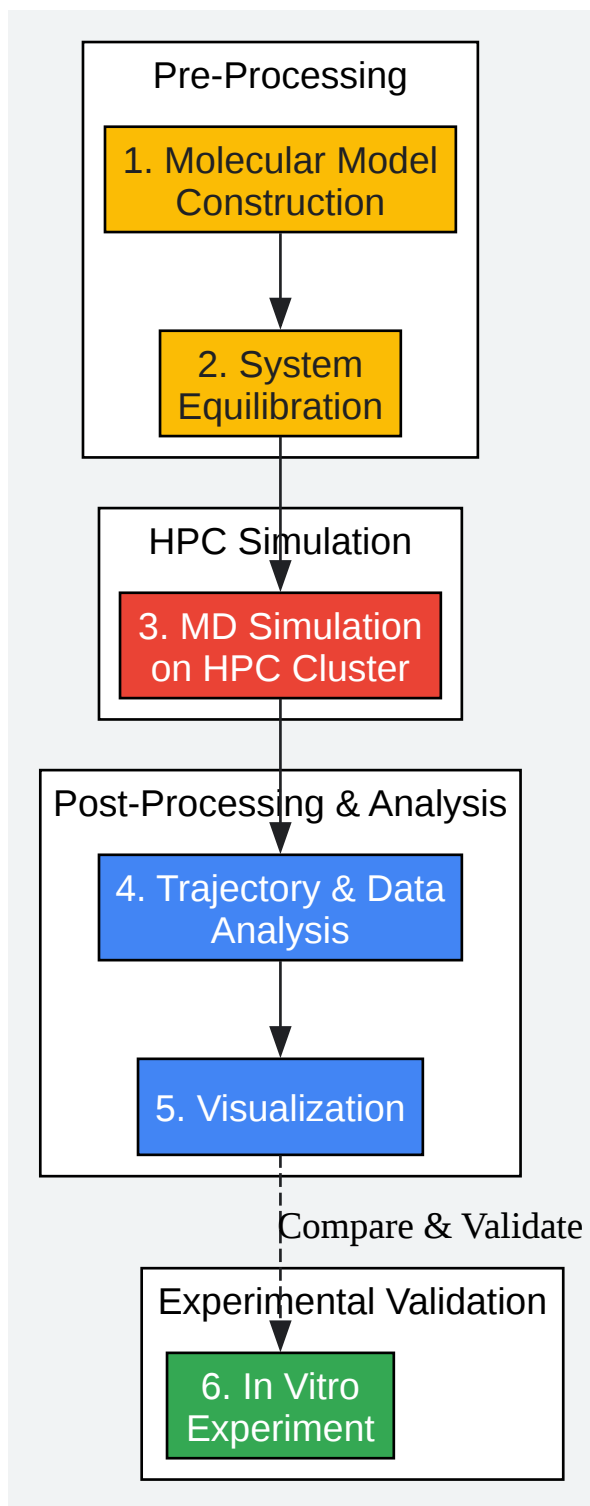 Pre-Processing
1. Molecular Model
Construction
2. System
Equilibration
HPC Simulation
3. MD Simulation
on HPC Cluster
Post-Processing & Analysis
4. Trajectory & Data
Analysis
5. Visualization
Compare & Validate
Experimental Validation
6. In Vitro
Experiment